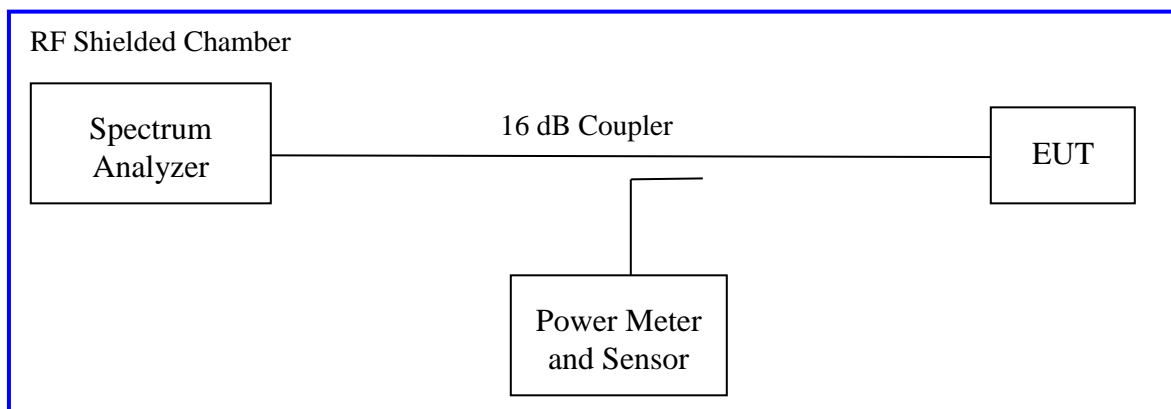 RF Shielded Chamber
Spectrum
Analyzer
16 dB Coupler
EUT
Power Meter
and Sensor